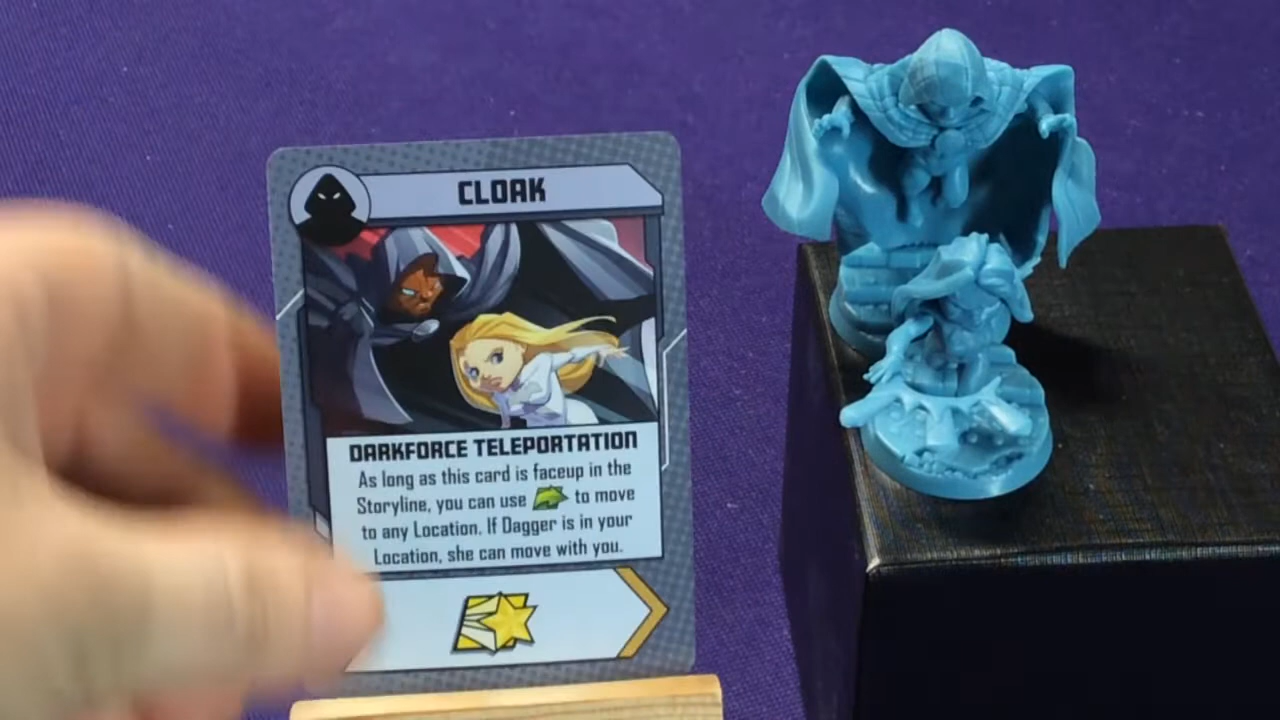 CLOAK
DARKFORCE TELEPORTATION
As long as this card is faceup in the
Storyline, you can use to move
to any Location. If Dagger is in your
Location, she can move with you.